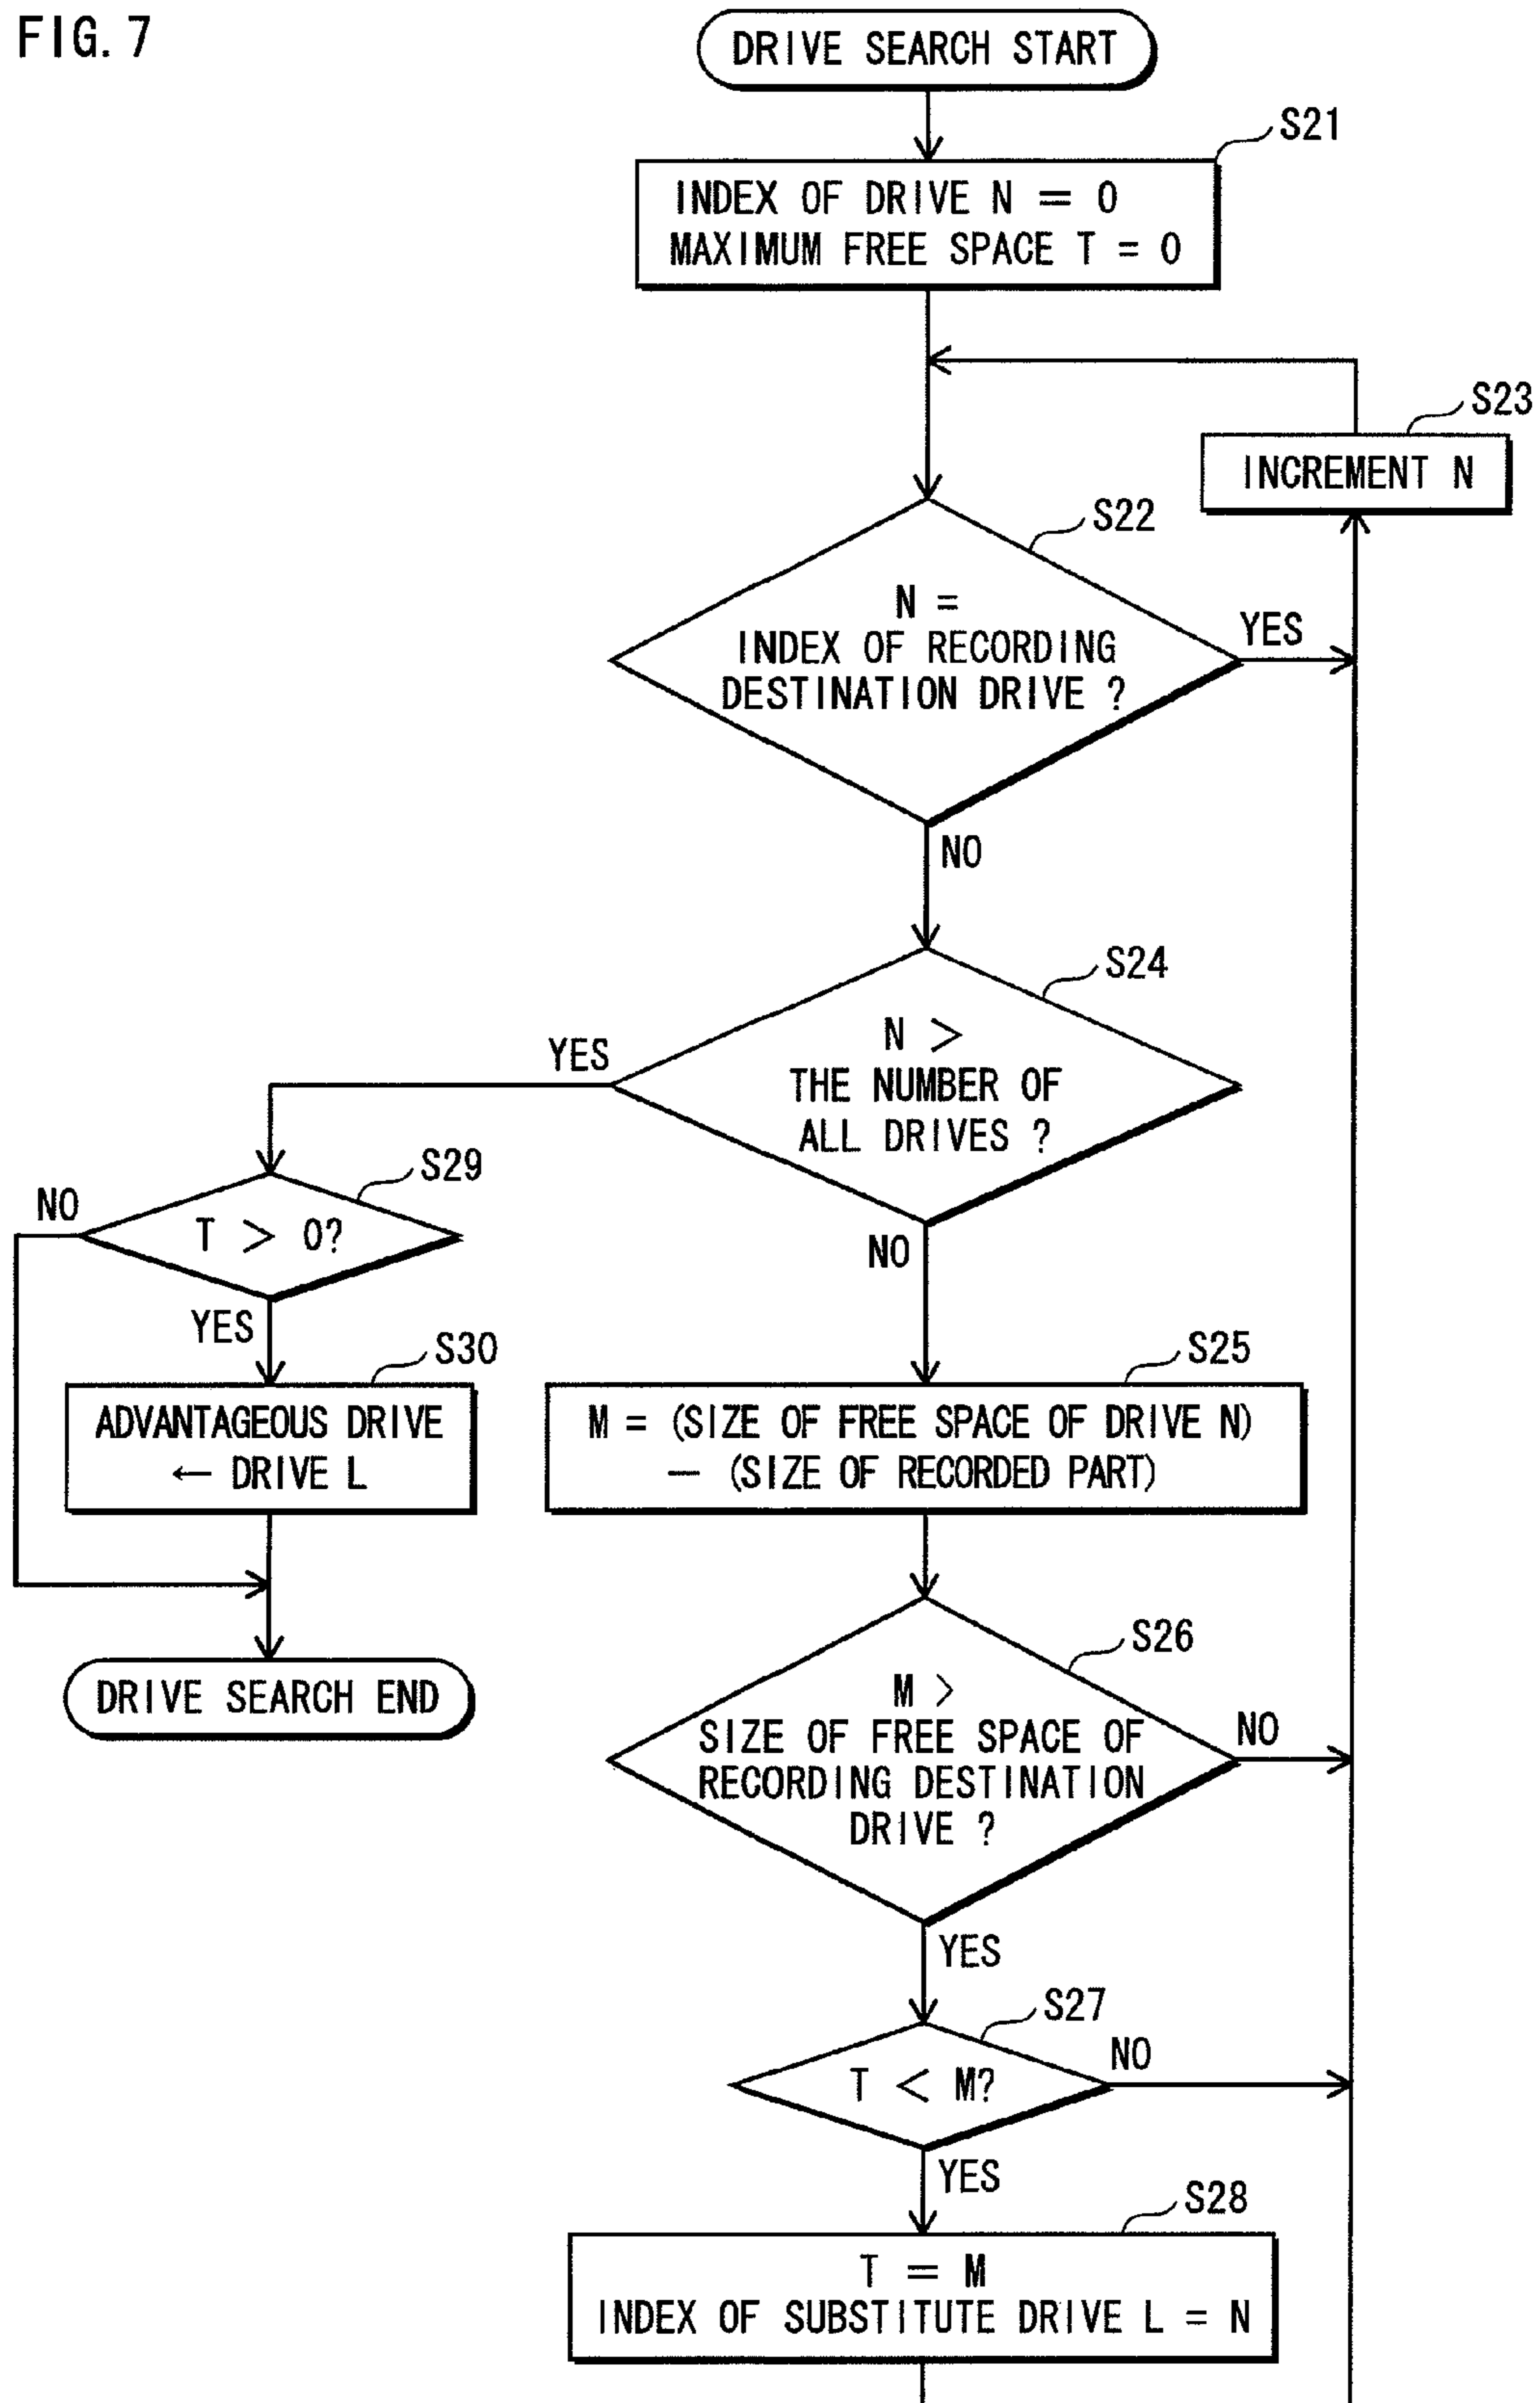 FIG. 7
DRIVE SEARCH START
S21
INDEX OF DRIVE N = 0
MAXIMUM FREE SPACE T = 0
S23
INCREMENT N
S22
N =
INDEX OF RECORDING
DESTINATION DRIVE ?
YES
NO
S24
N >
THE NUMBER OF
ALL DRIVES ?
YES
NO
S29
T > 0?
NO
YES
S30
ADVANTAGEOUS DRIVE
← DRIVE L
DRIVE SEARCH END
S25
M = (SIZE OF FREE SPACE OF DRIVE N)
— (SIZE OF RECORDED PART)
S26
M >
SIZE OF FREE SPACE OF
RECORDING DESTINATION
DRIVE ?
NO
YES
S27
T < M?
NO
YES
S28
T = M
INDEX OF SUBSTITUTE DRIVE L = N